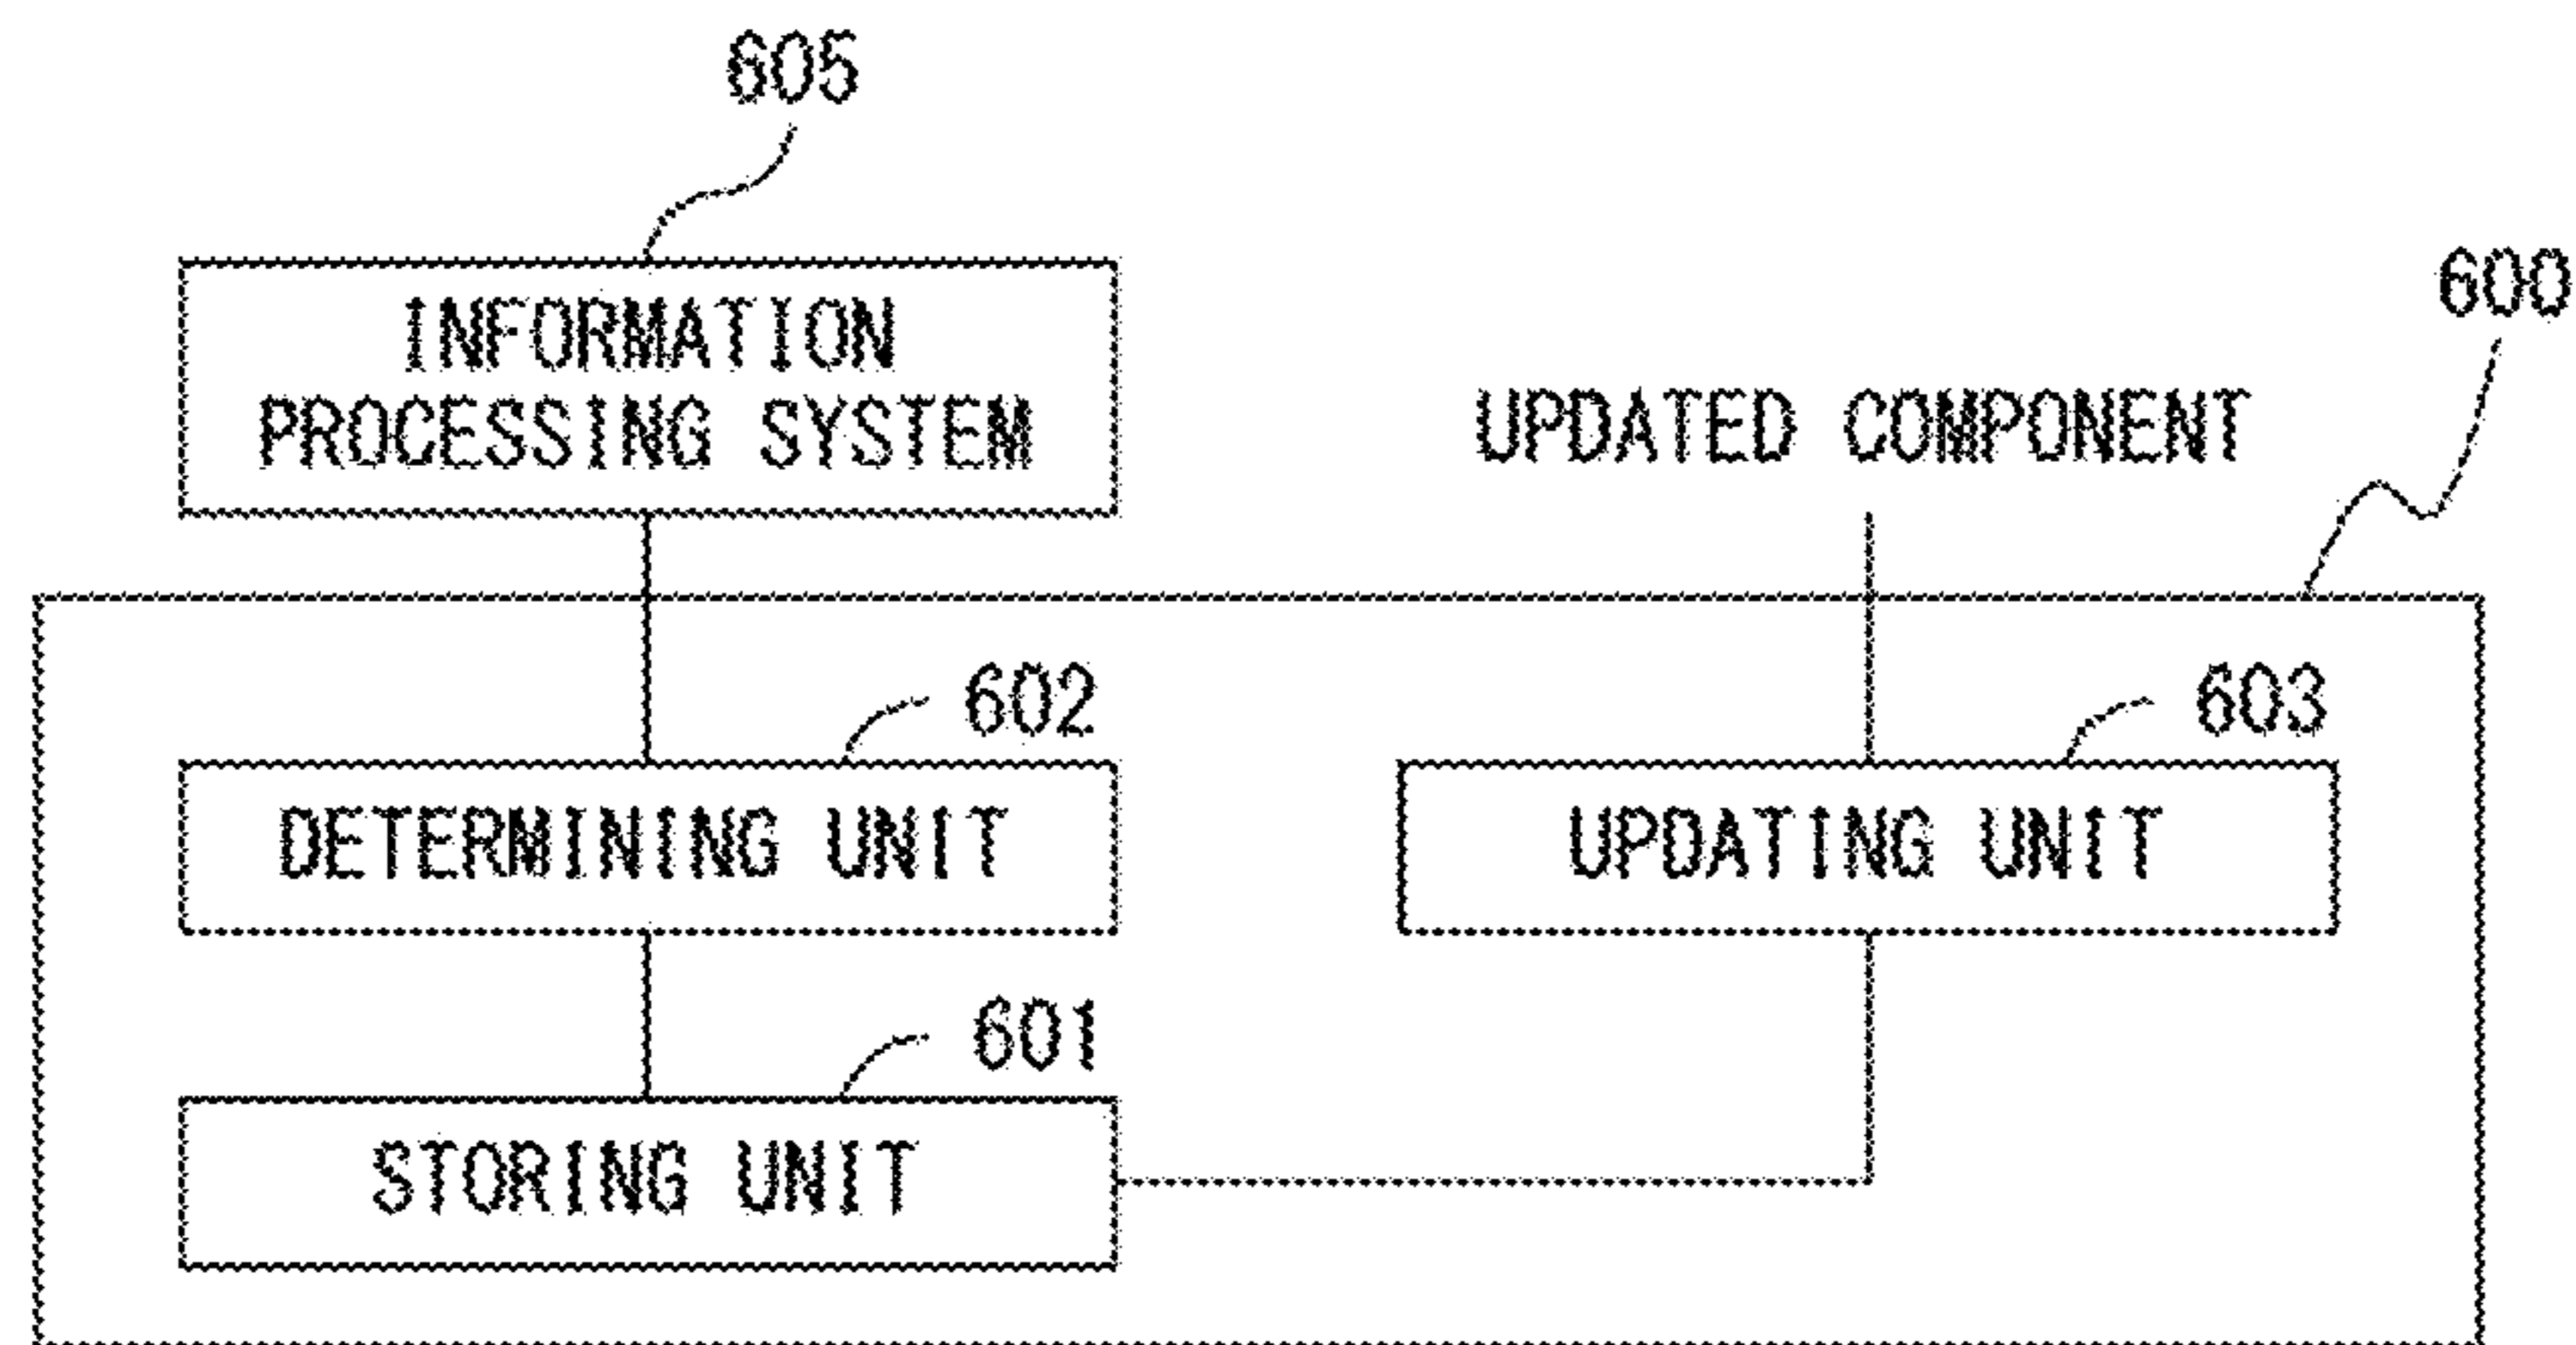 605
INFORMATION
PROCESSING SYSTEM
600
UPDATED COMPONENT
602
603
DETERMINING UNIT
UPDATING UNIT
601
STORING UNIT